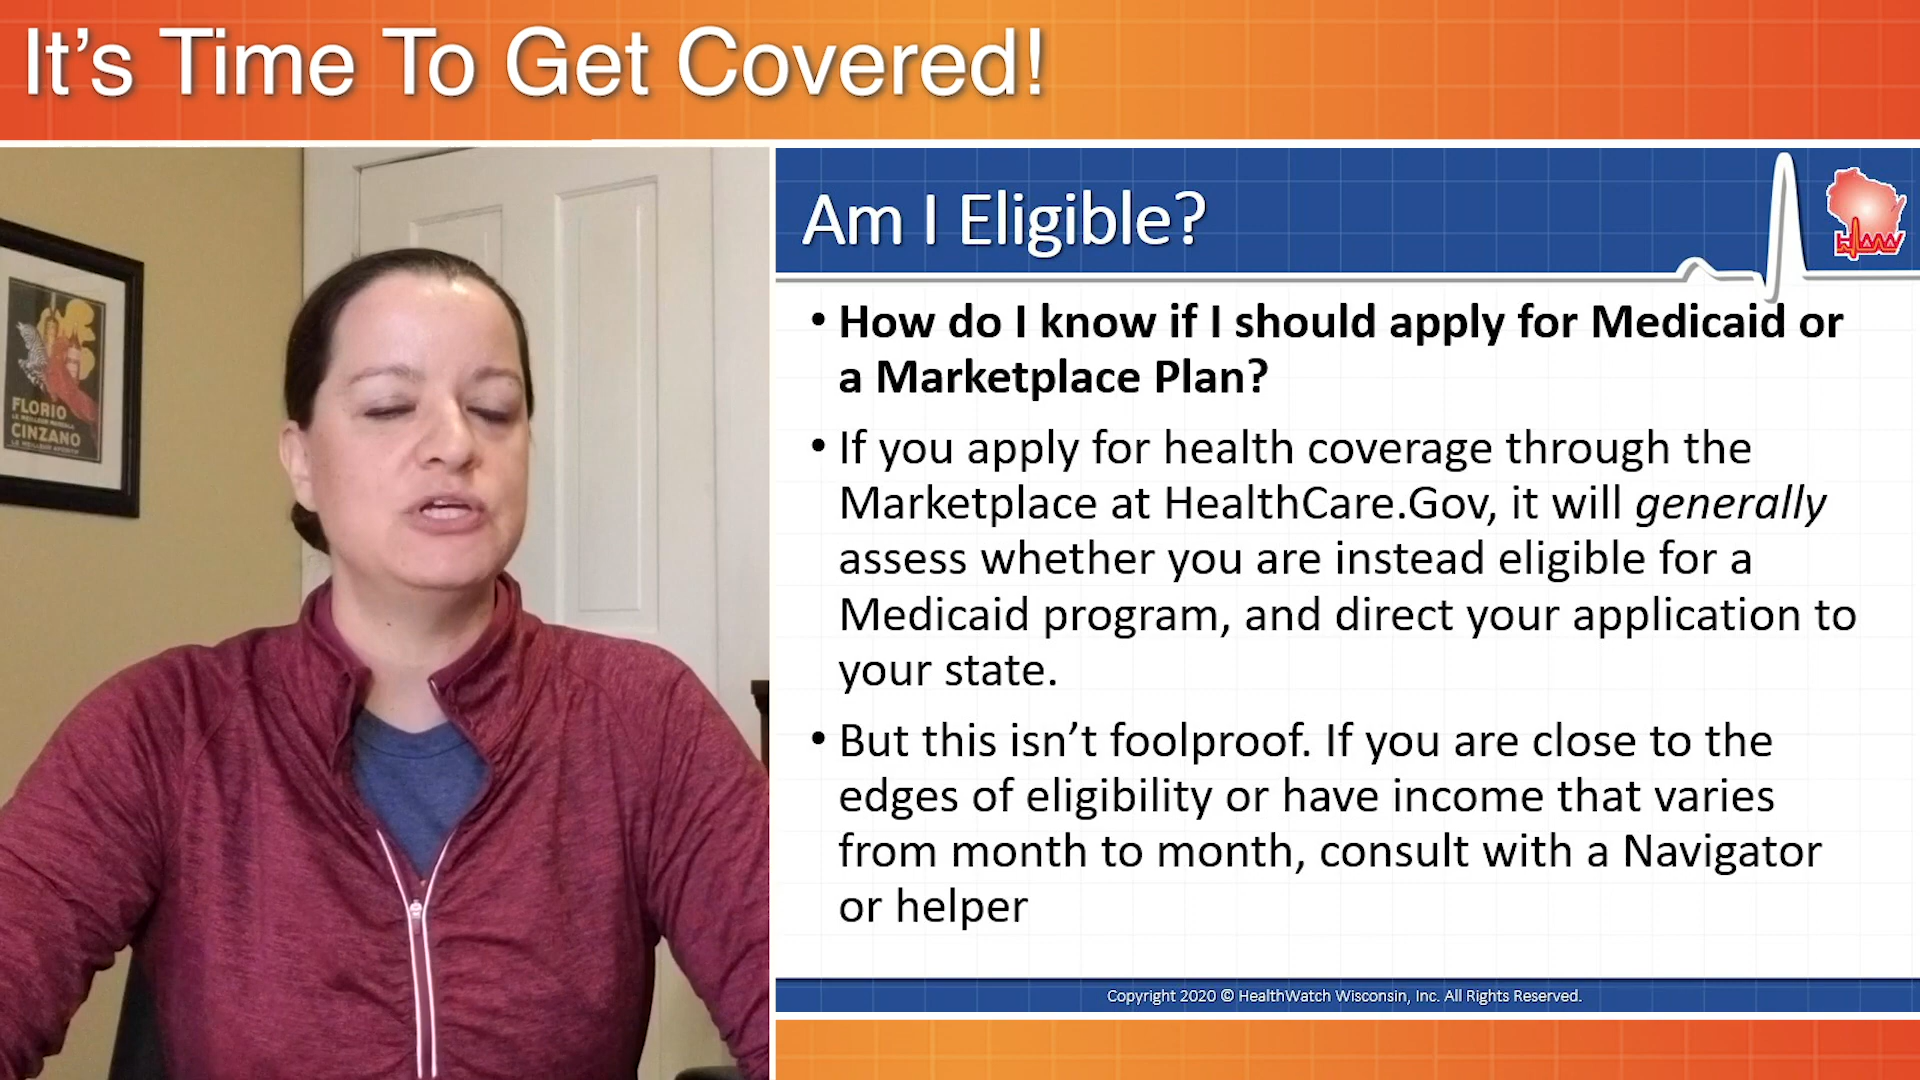 It's Time To Get Covered!
FLORIO
CINZANO
Am I Eligible?
HWW
• How do I know if I should apply for Medicaid or
a Marketplace Plan?
• If you apply for health coverage through the
Marketplace at HealthCare.Gov, it will generally
assess whether you are instead eligible for a
Medicaid program, and direct your application to
your state.
• But this isn't foolproof. If you are close to the
edges of eligibility or have income that varies
from month to month, consult with a Navigator
or helper
Copyright 2020 © HealthWatch Wisconsin, Inc. All Rights Reserved.